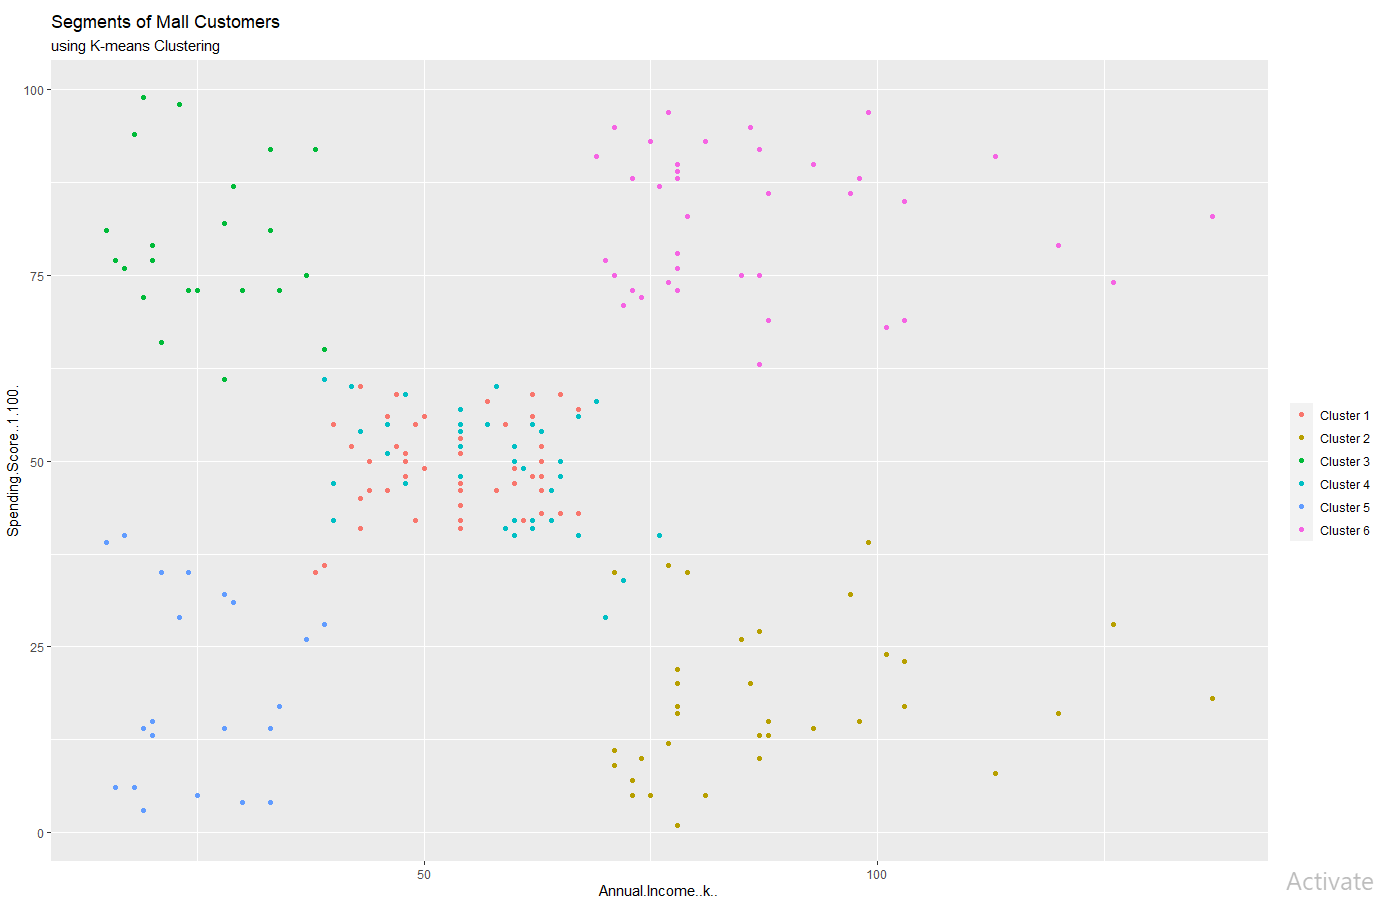 Segments of Mall Customers
using K-means Clustering
100
75
50
25
0
Spending.Score..1.100.
50
100
Annual.Income..k..
Cluster 1
Cluster 2
Cluster 3
Cluster 4
Cluster 5
Cluster 6
Activate